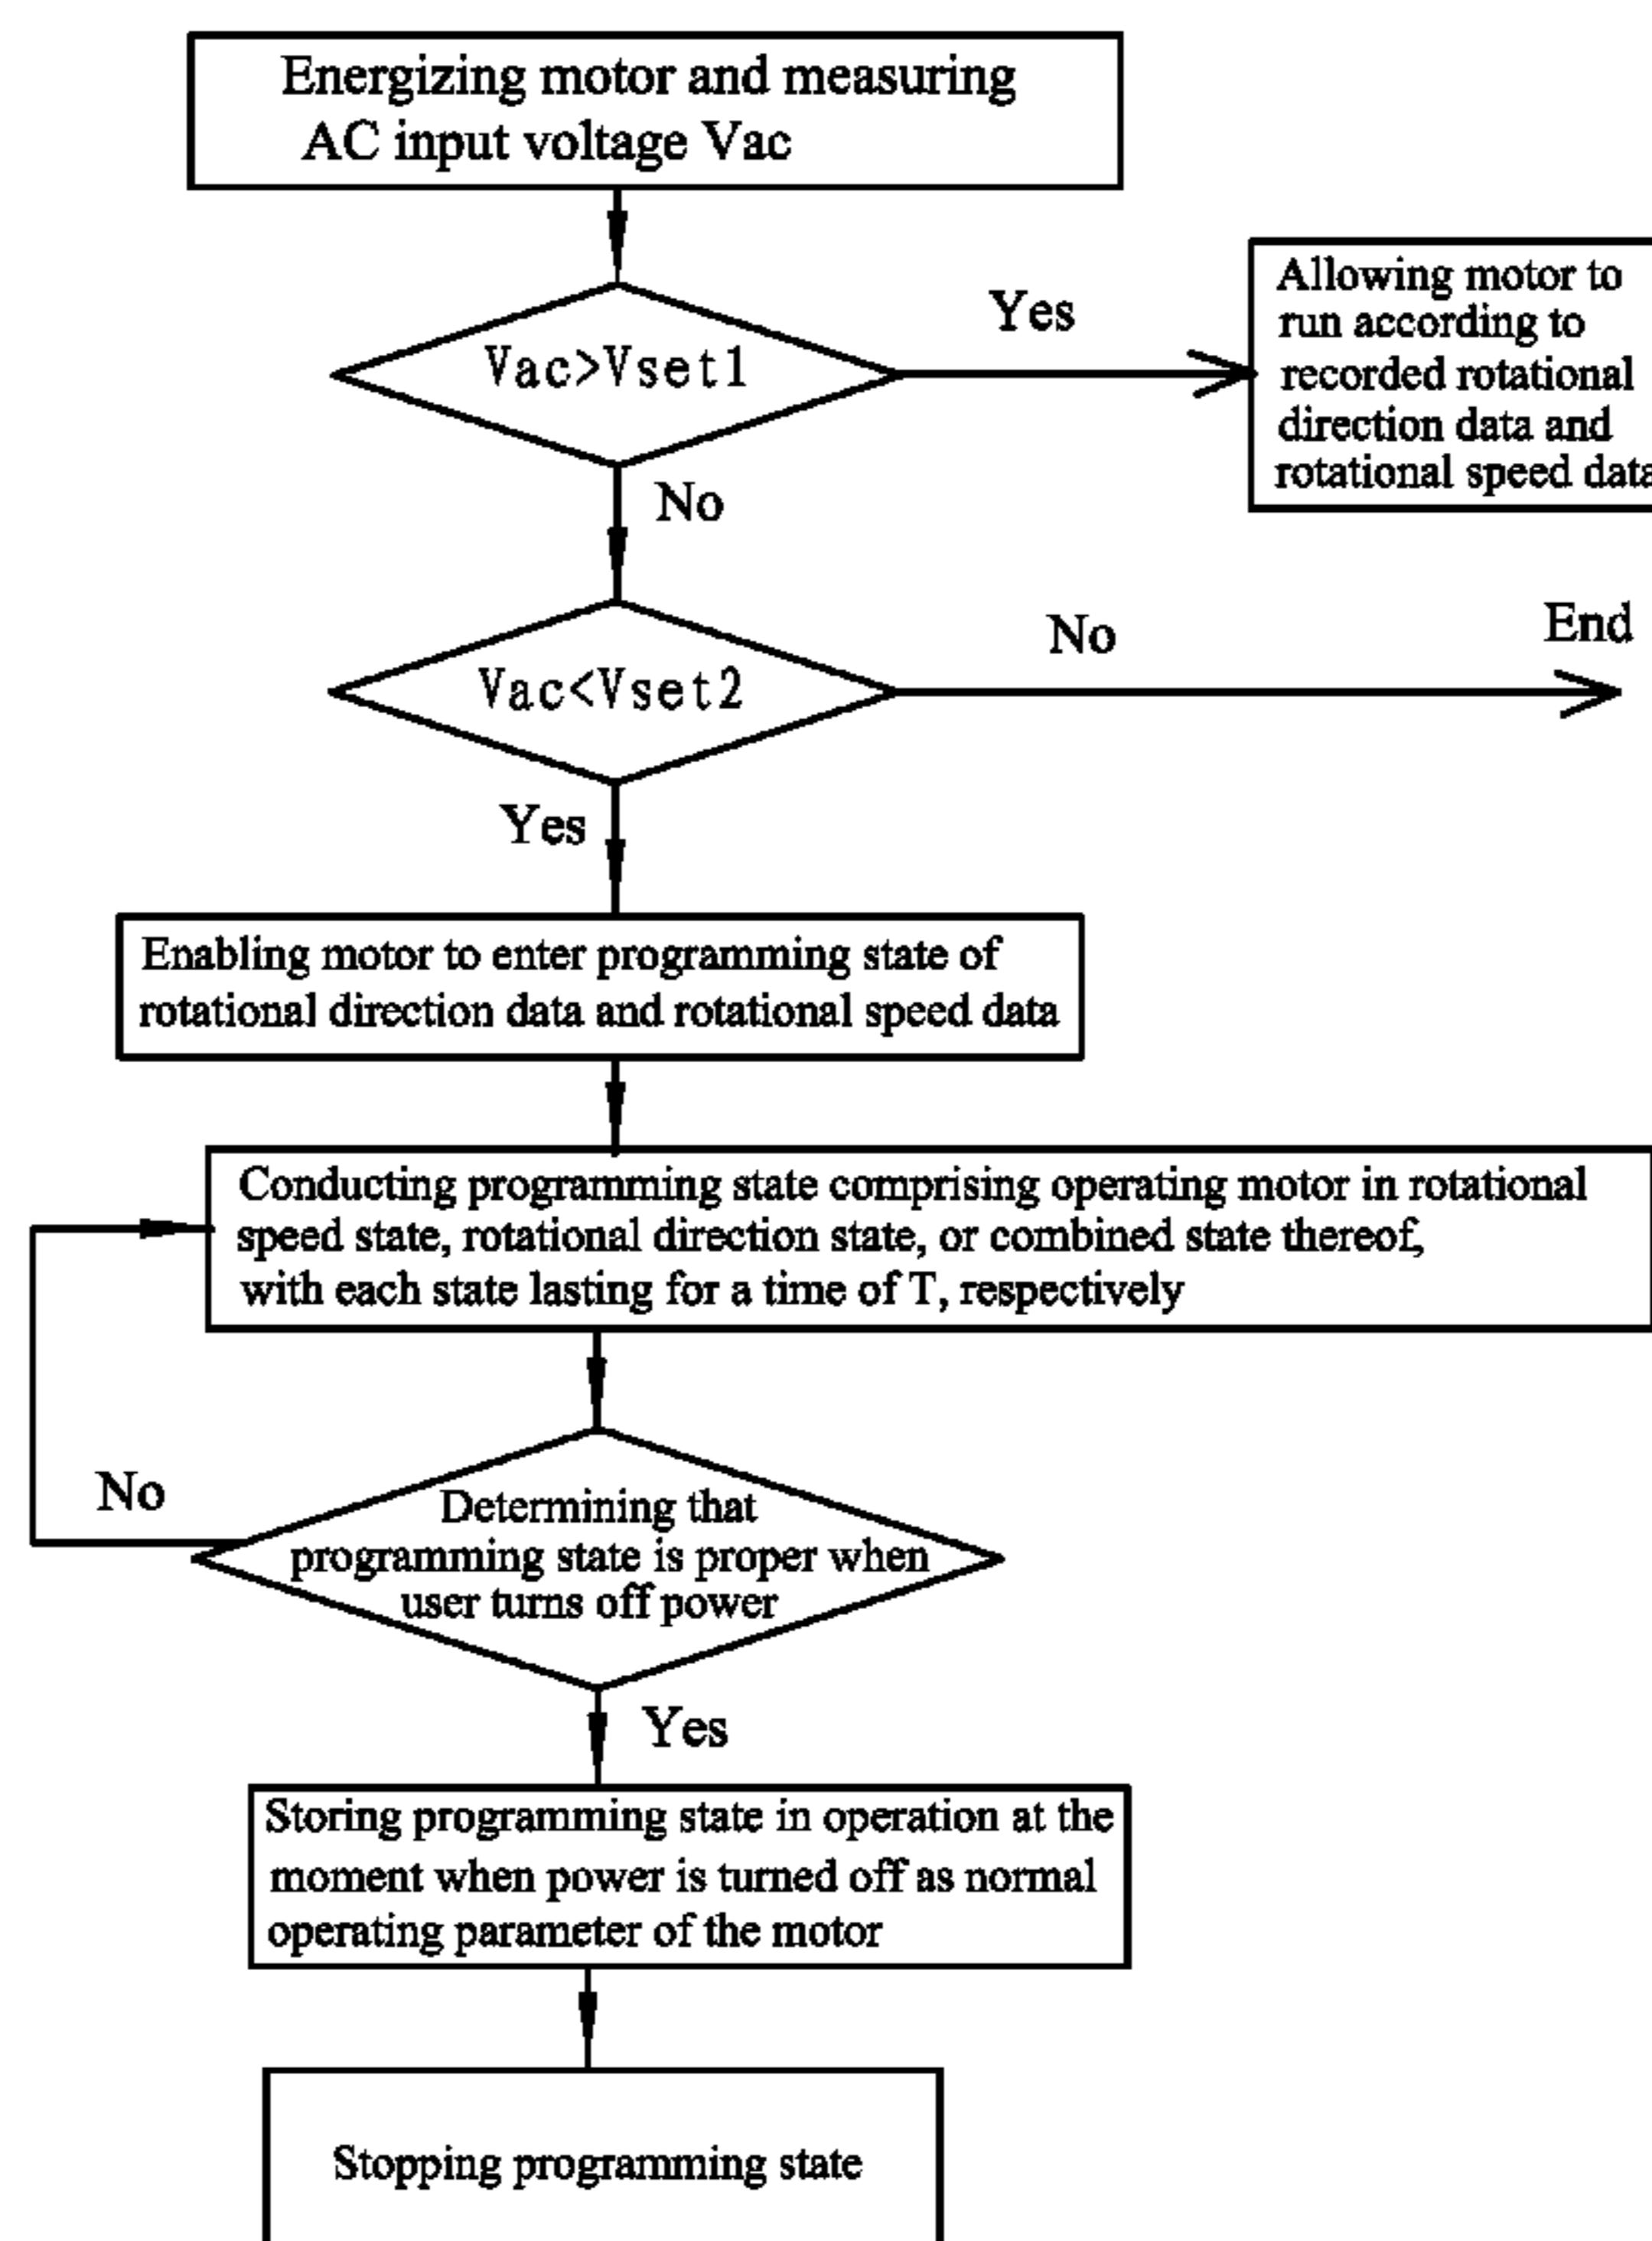 Energizing motor and measuring
AC input voltage Vac
Vac>Vset1
Yes
Allowing motor to
run according to
recorded rotational
direction data and
rotational speed data
No
Vac<Vset2
No
End
Yes
Enabling motor to enter programming state of
rotational direction data and rotational speed data
Conducting programming state comprising operating motor in rotational
speed state, rotational direction state, or combined state thereof,
with each state lasting for a time of T, respectively
No
Determining that
programming state is proper when
user turns off power
Yes
Storing programming state in operation at the
moment when power is turned off as normal
operating parameter of the motor
Stopping programming state